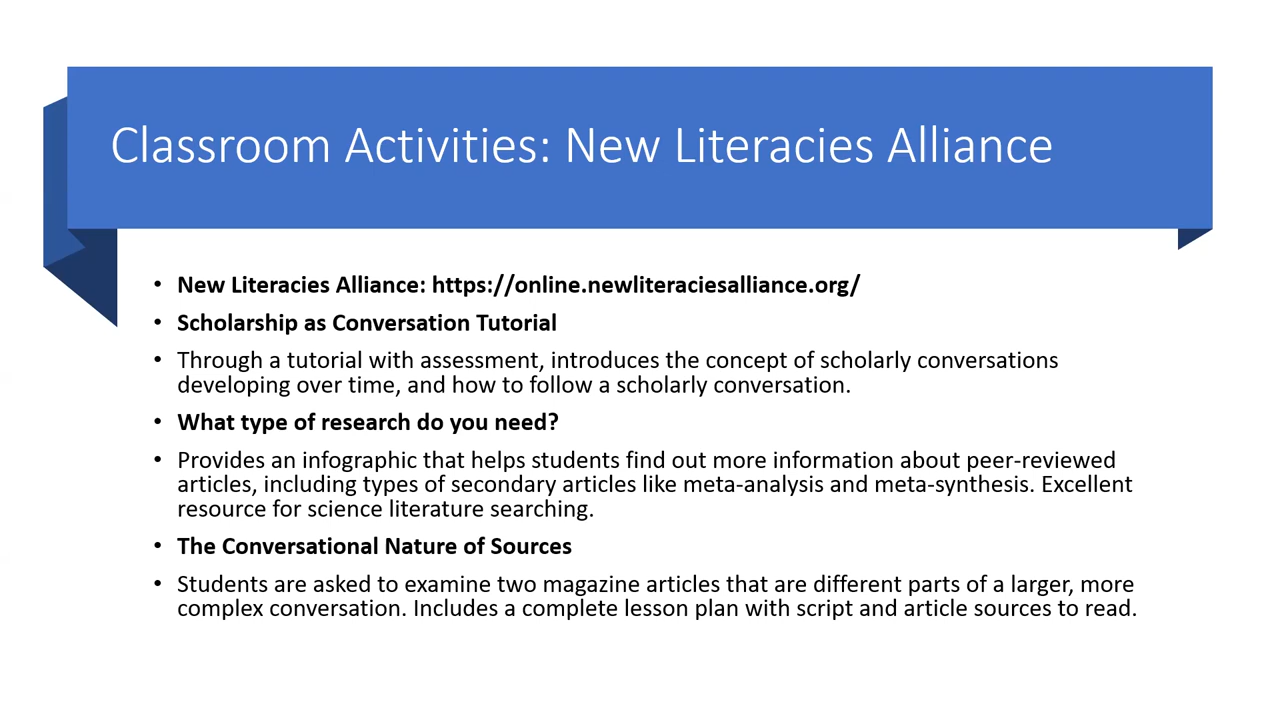 Classroom Activities: New Literacies Alliance
• New Literacies Alliance: https://online.newliteraciesalliance.org/
• Scholarship as Conversation Tutorial
• Through a tutorial with assessment, introduces the concept of scholarly conversations
developing over time, and how to follow a scholarly conversation.
• What type of research do you need?
• Provides an infographic that helps students find out more information about peer-reviewed
articles, including types of secondary articles like meta-analysis and meta-synthesis. Excellent
resource for science literature searching.
• The Conversational Nature of Sources
• Students are asked to examine two magazine articles that are different parts of a larger, more
complex conversation. Includes a complete lesson plan with script and article sources to read.